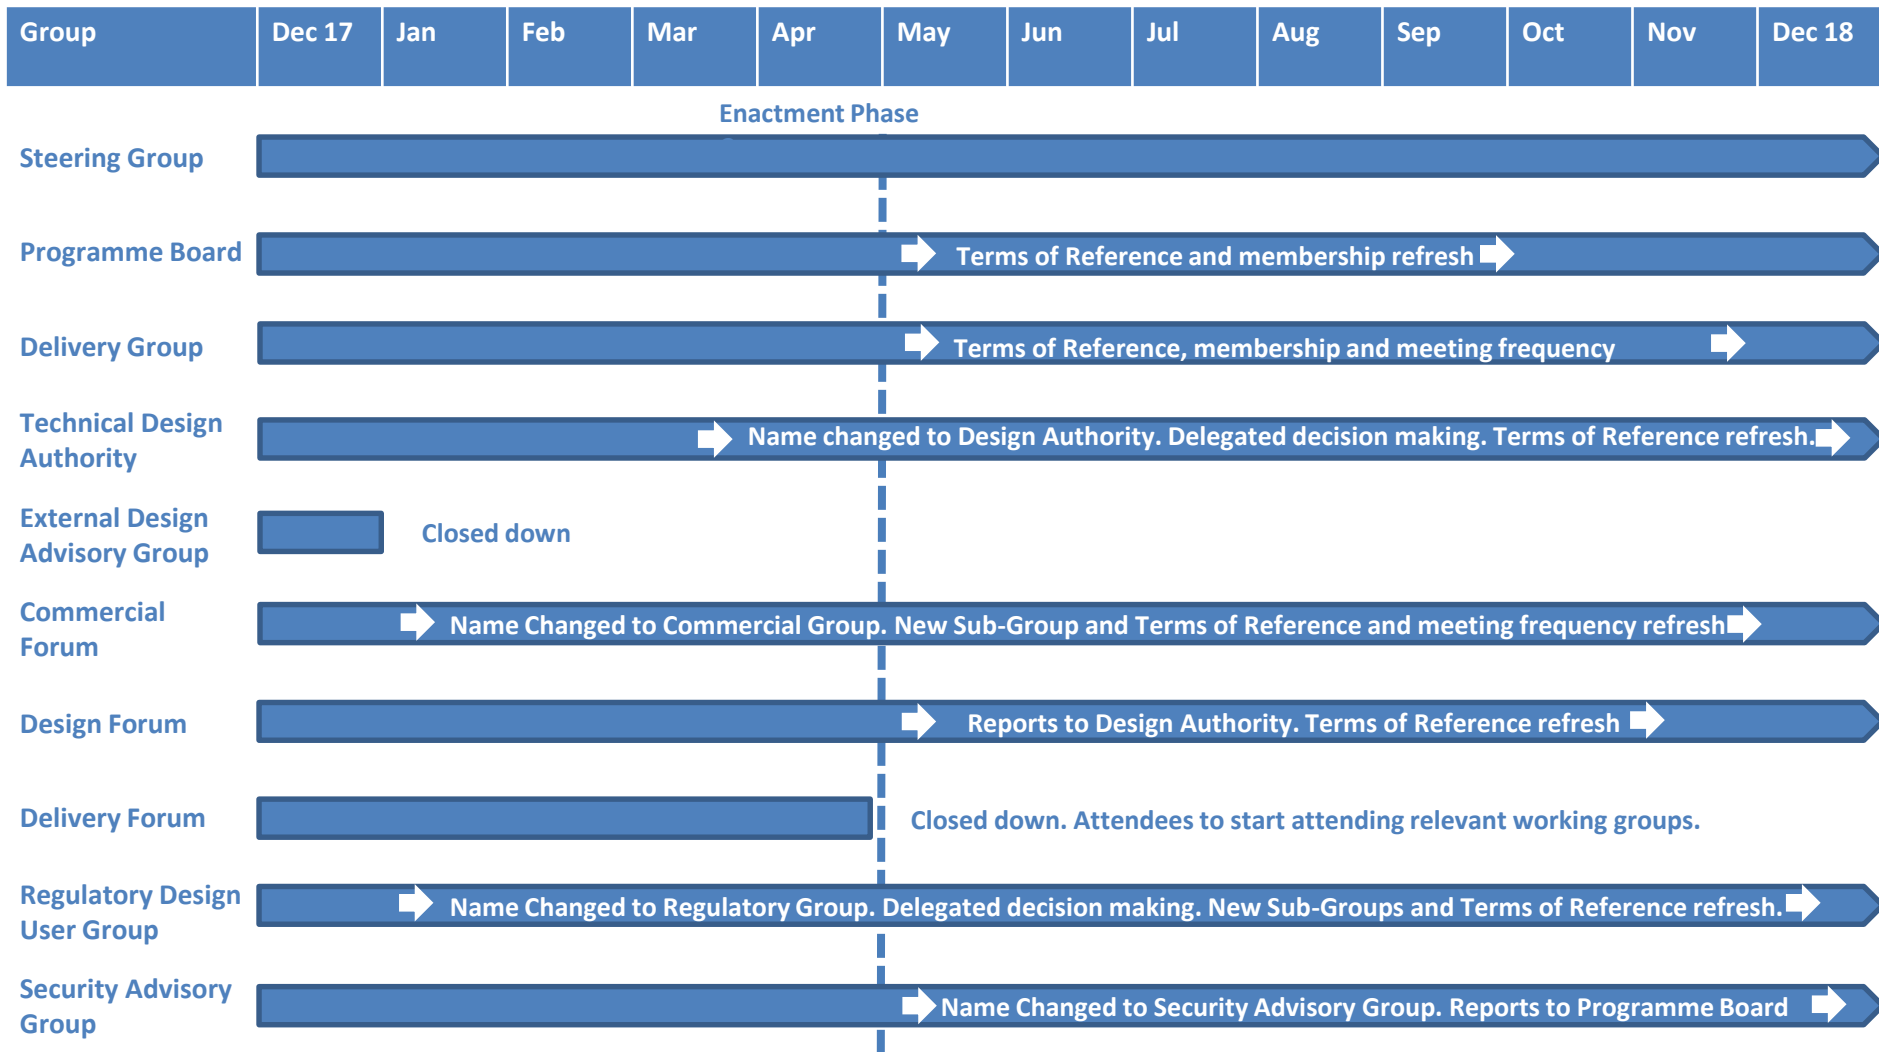 Group Dec 17 Jan Feb Mar Apr May Jun Jul Aug Sep Oct Nov Dec 18
Enactment Phase
Steering Group
Programme Board
Terms of Reference and membership refresh
Delivery Group
Terms of Reference, membership and meeting frequency
Technical Design
Authority
Name changed to Design Authority. Delegated decision making. Terms of Reference refresh.
External Design
Advisory Group
Closed down
Commercial
Forum
Name Changed to Commercial Group. New Sub-Group and Terms of Reference and meeting frequency refresh
Design Forum
Reports to Design Authority. Terms of Reference refresh
Delivery Forum
Closed down. Attendees to start attending relevant working groups.
Regulatory Design
User Group
Name Changed to Regulatory Group. Delegated decision making. New Sub-Groups and Terms of Reference refresh.
Security Advisory
Group
Name Changed to Security Advisory Group. Reports to Programme Board